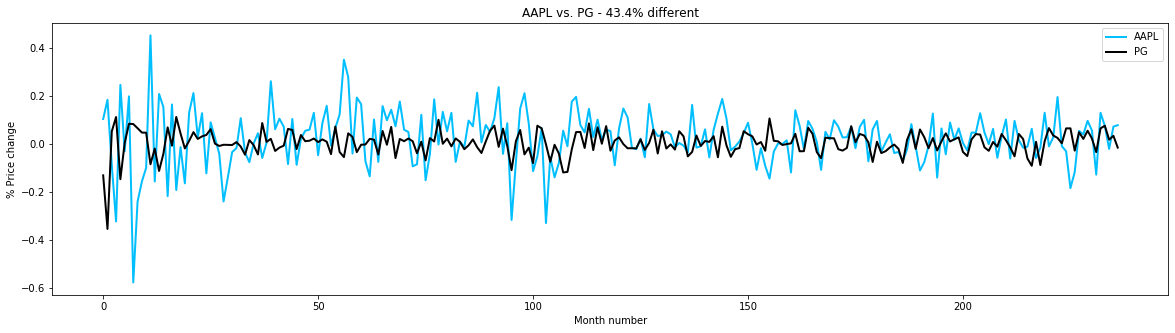 AAPL vs. PG - 43.4% different
AAPL
PG
% Price change
0.4
0.2
0.0
−0.2
−0.4
−0.6
0
50
100
150
200
Month number